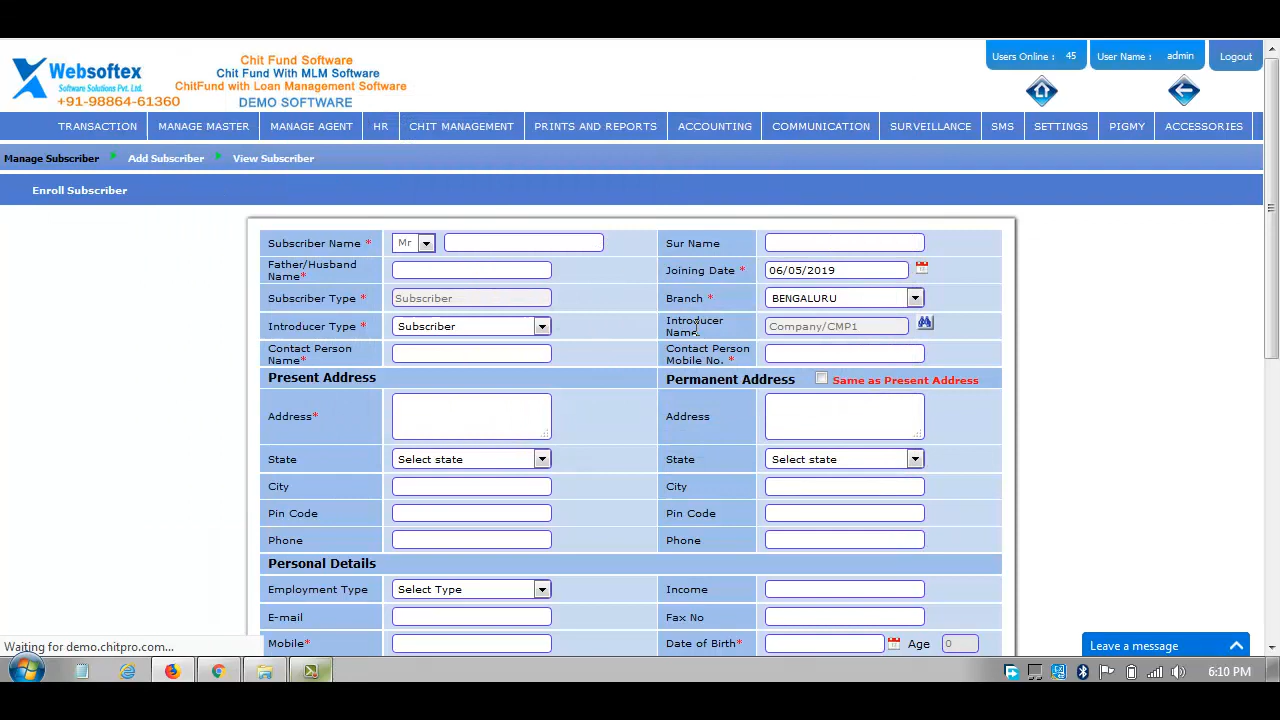 Websoftex
Software Solutions Pvt. Ltd.
+91-98864-61360
Chit Fund Software
Chit Fund With MLM Software
ChitFund with Loan Management Software
DEMO SOFTWARE
Users Online : 45
User Name : admin
Logout
TRANSACTION MANAGE MASTER MANAGE AGENT HR CHIT MANAGEMENT PRINTS AND REPORTS ACCOUNTING COMMUNICATION SURVEILLANCE SMS SETTINGS PIGMY ACCESSORIES
Manage Subscriber Add Subscriber View Subscriber
Enroll Subscriber
Subscriber Name * Mr Sur Name
Father/Husband
Name*
Joining Date * 06/05/2019
Subscriber Type * Subscriber Branch * BENGALURU
Introducer Type * Subscriber
Introducer
Name
Company/CMP1
Contact Person
Name*
Contact Person
Mobile No. *
Present Address Permanent Address Same as Present Address
Address* Address
State Select state State Select state
City City
Pin Code Pin Code
Phone Phone
Personal Details
Employment Type Select Type Income
E-mail Fax No
Mobile* Date of Birth* Age 0
Waiting for demo.chitpro.com...
Leave a message
6:10 PM